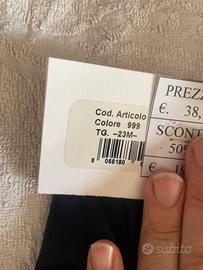 PREZZ
€. 38,
SCONT
50%
€. 1
Cod. Articolo
Colore 999
TG. -23M-
8 068180
subito